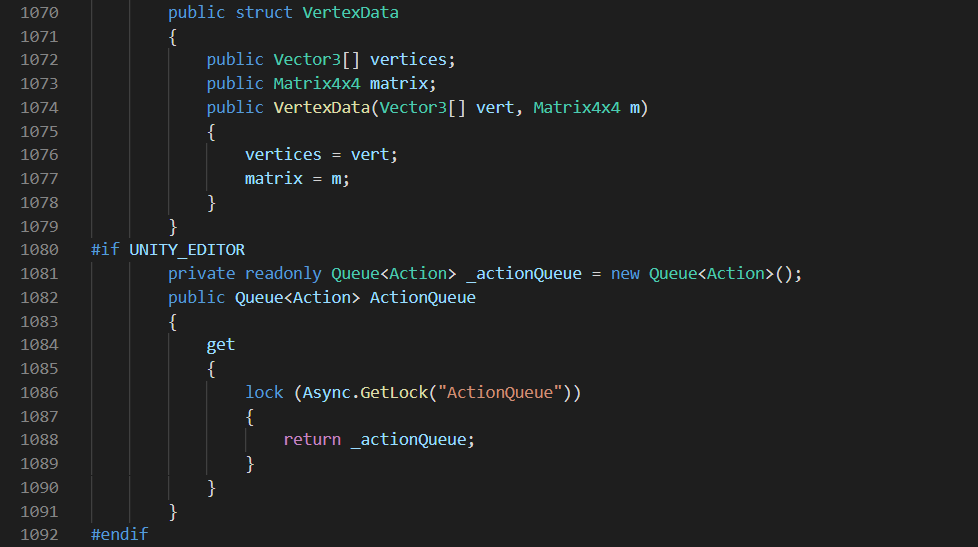 1070 public struct VertexData
1071 {
1072 public Vector3[] vertices;
1073 public Matrix4x4 matrix;
1074 public VertexData(Vector3[] vert, Matrix4x4 m)
1075 {
1076 vertices = vert;
1077 matrix = m;
1078 }
1079 }
1080 #if UNITY_EDITOR
1081 private readonly Queue<Action> _actionQueue = new Queue<Action>();
1082 public Queue<Action> ActionQueue
1083 {
1084 get
1085 {
1086 lock (Async.GetLock("ActionQueue"))
1087 {
1088 return _actionQueue;
1089 }
1090 }
1091 }
1092 #endif